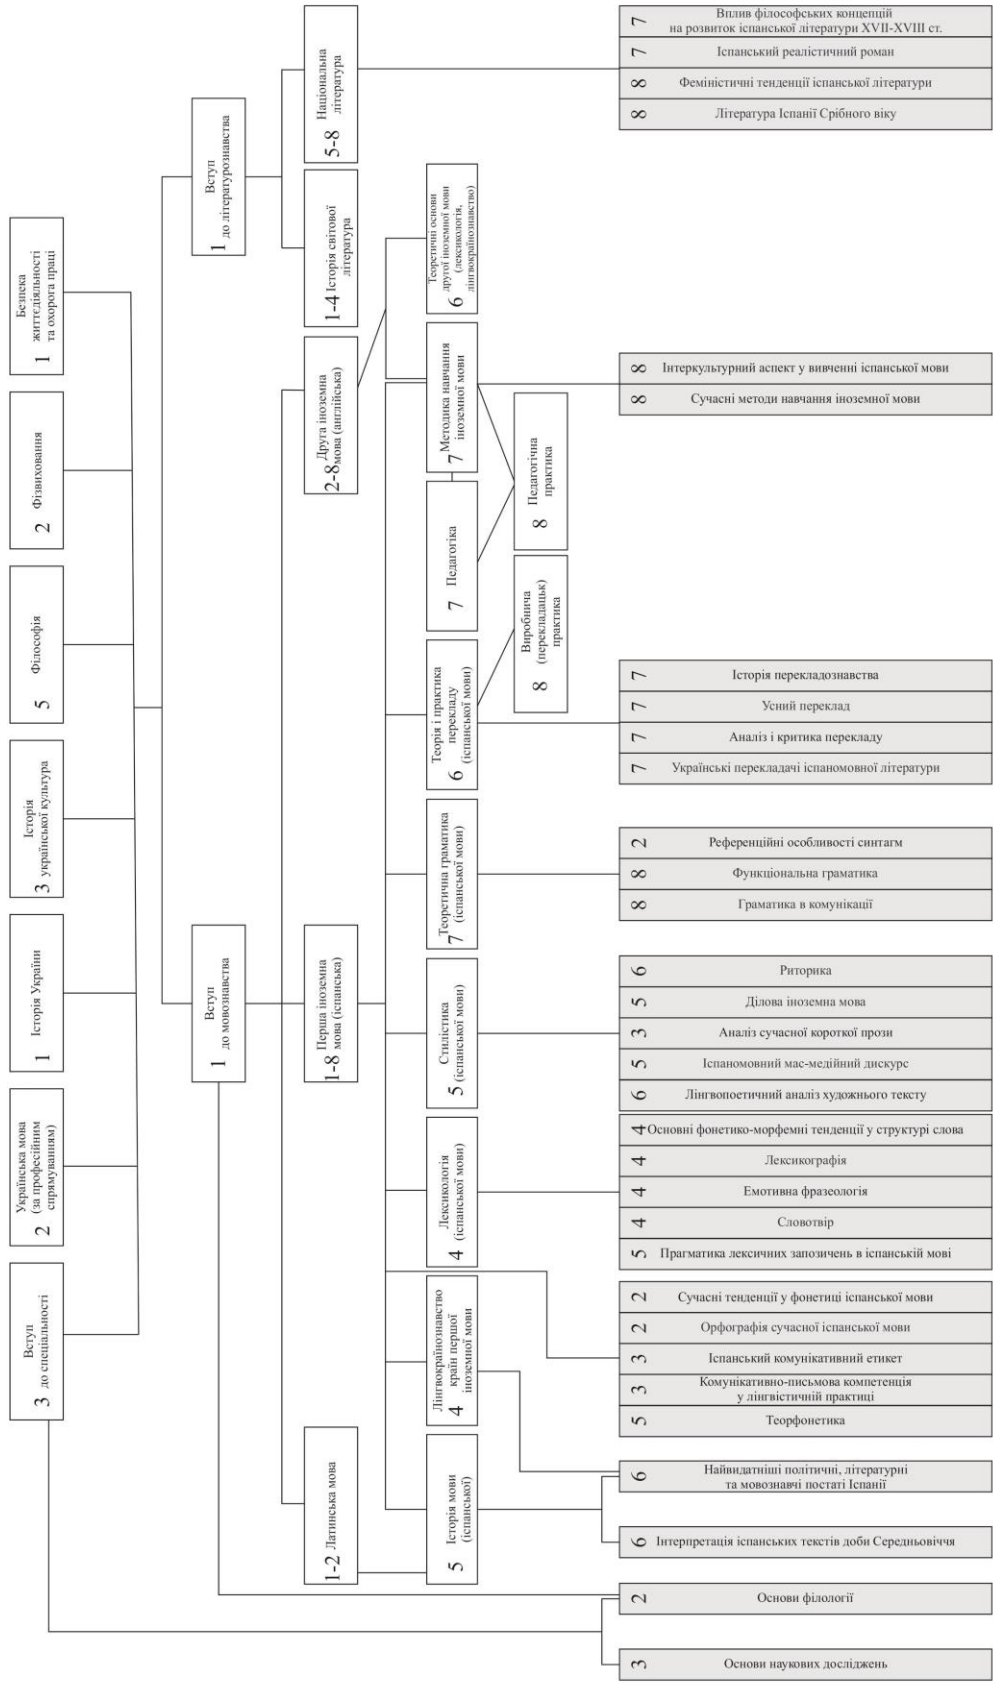 Безпека
життєдіяльності
1 та охорога праці
2 Фізвиховання
5 Філософія
Історія
3 української культура
1 Історія України
Українська мова
(за професійним
2 спрямуванням)
Вступ
3 до спеціальності
Вступ
1 до літературознавства
Вступ
1 до мовознавства
Національна
5-8 література
1-4 Історія світової
література
Друга іноземна
2-8 мова (англійська)
Перша іноземна
1-8 мова (іспанська)
1-2 Латинська мова
Теоретичні основи
другої іноземної мови
(лексикологія,
6 лінгвокраїнознавство)
Методика навчання
7 іноземної мови
7 Педагогіка
Теорія і практика
перекладу
6 (іспанської мови)
Теоретична граматика
7 (іспанської мови)
Стилістика
5 (іспанської мови)
Лексикологія
4 (іспанської мови)
Лінгвокраїнознавство
країн першої
4 іноземної мови
Історія мови
5 (іспанської)
Педагогічна
8 практика
Виробнича
(перекладацьк)
8 практика
7 Вплив філософських концепцій
на розвиток іспанської літератури XVII-XVIII ст.
7 Іспанський реалістичний роман
8 Феміністичні тенденції іспанської літератури
8 Література Іспанії Срібного віку
8 Інтеркультурний аспект у вивченні іспанської мови
8 Сучасні методи навчання іноземної мови
7 Історія перекладознавства
7 Усний переклад
7 Аналіз і критика перекладу
7 Українські перекладачі іспаномовної літератури
2 Референційні особливості синтагм
8 Функціональна граматика
8 Граматика в комунікації
6 Риторика
5 Ділова іноземна мова
3 Аналіз сучасної короткої прози
5 Іспаномовний мас-медійний дискурс
6 Лінгвопоетичний аналіз художнього тексту
4 Основні фонетико-морфемні тенденції у структурі слова
4 Лексикографія
4 Емотивна фразеологія
4 Словотвір
5 Прагматика лексичних запозичень в іспанській мові
2 Сучасні тенденції у фонетиці іспанської мови
2 Орфографія сучасної іспанської мови
3 Іспанський комунікативний етикет
3 Комунікативно-письмова компетенція
у лінгвістичній практиці
5 Теорфонетика
6 Найвидатніші політичні, літературні
та мовознавчі постаті Іспанії
6 Інтерпретація іспанських текстів доби Середньовіччя
2 Основи філології
3 Основи наукових досліджень